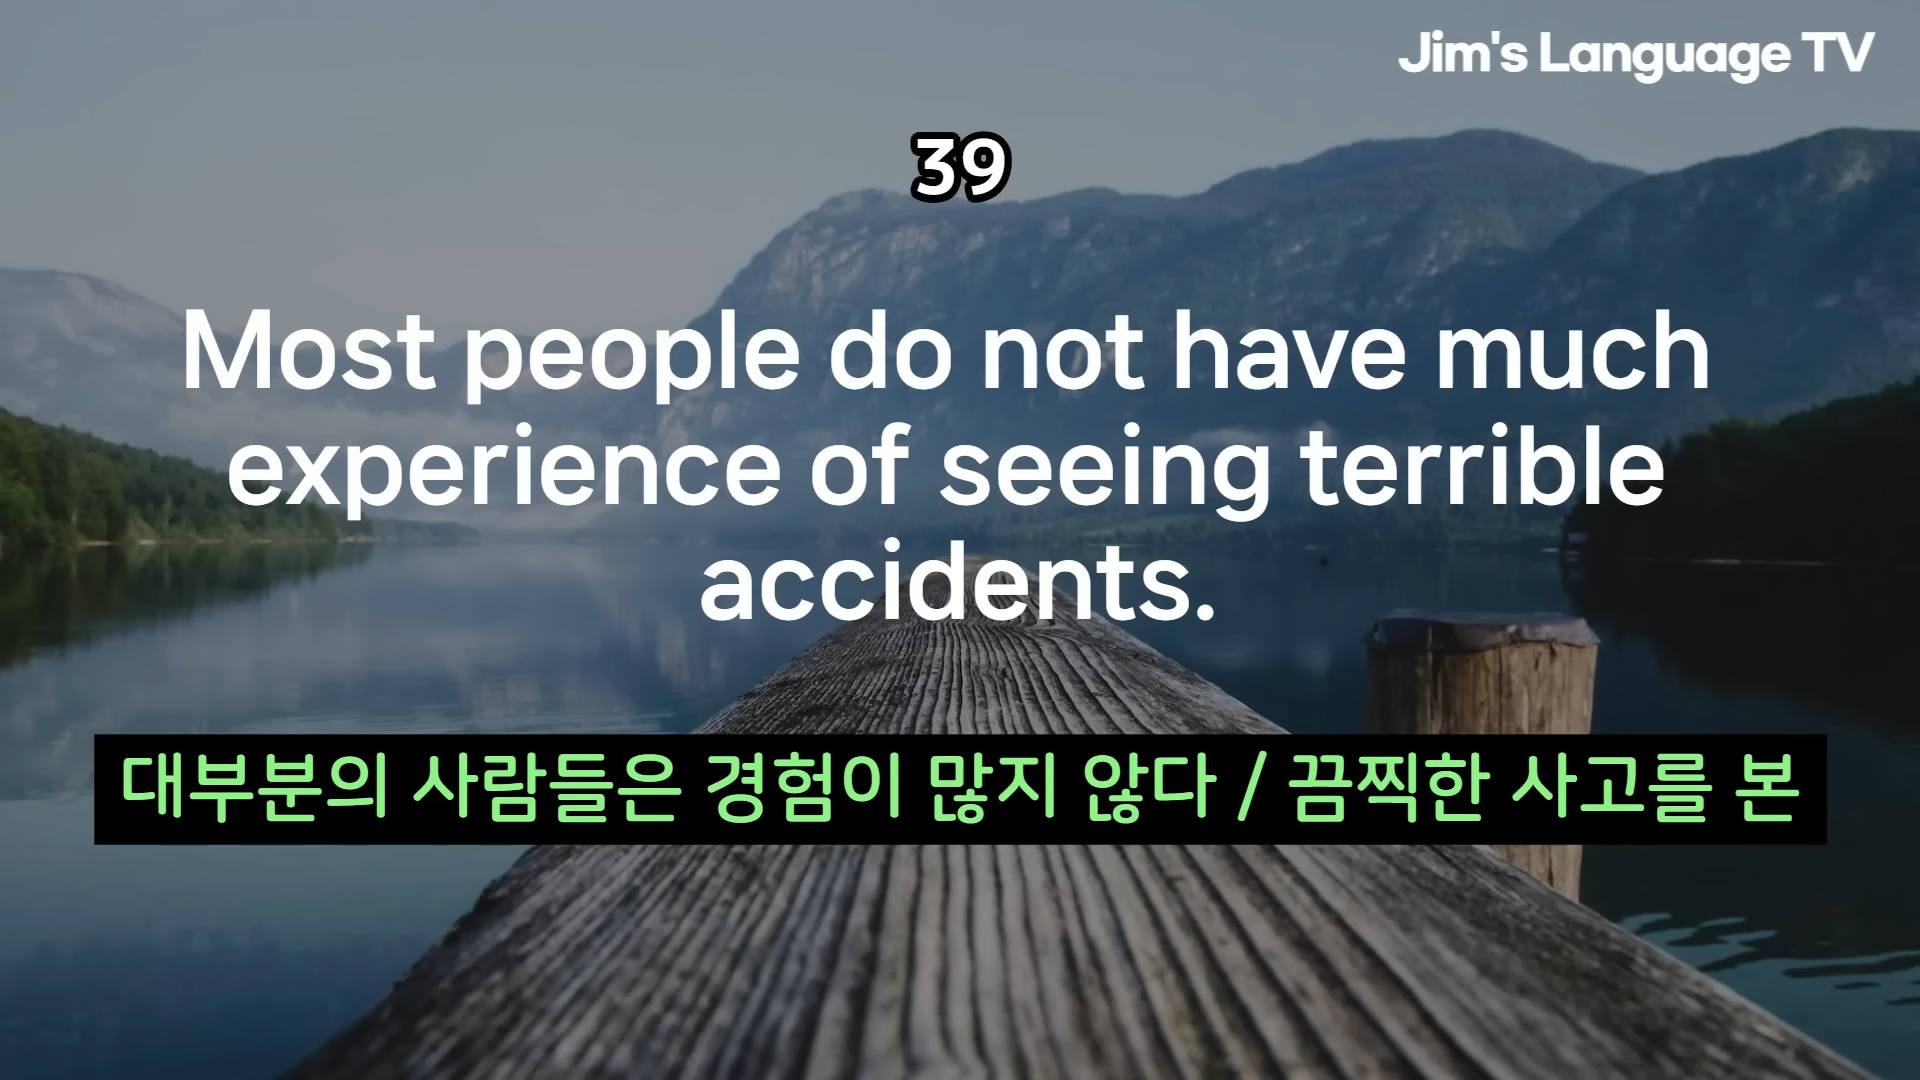 Jim's Language TV
39
Most people do not have much
experience of seeing terrible
accidents.
대부분의 사람들은 경험이 많지 않다 / 끔찍한 사고를 본